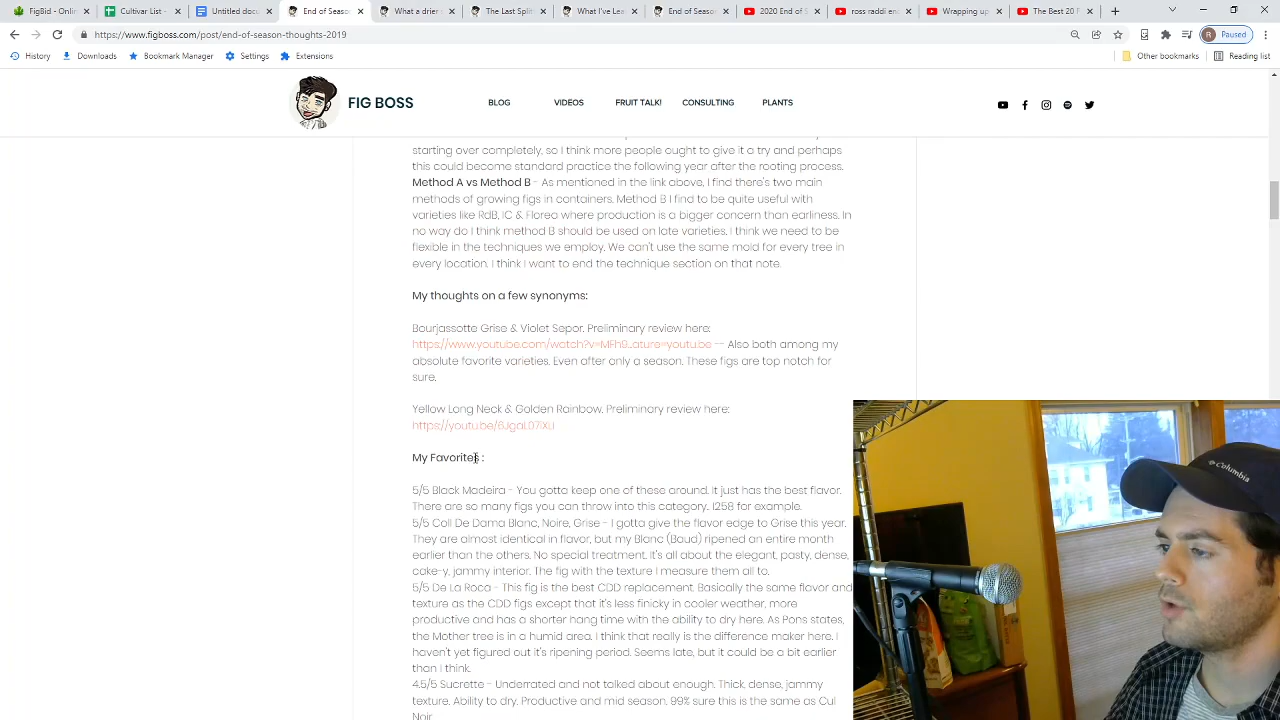 FigBid - Onlin
Cultivar List -
Untitled docu
End of Seaso
What a drier
The Last Split
What I've Lea
End of Seaso
2020 End of S
ross raddi en
Wrapping up
The Best 20 F
https://www.figboss.com/post/end-of-season-thoughts-2019
R Paused
History Downloads Bookmark Manager Settings Extensions Other bookmarks Reading list
FIG BOSS BLOG VIDEOS FRUIT TALK! CONSULTING PLANTS
starting over completely, so I think more people ought to give it a try and perhaps
this could become standard practice the following year after the rooting process.
Method A vs Method B - As mentioned in the link above, I find there's two main
methods of growing figs in containers. Method B I find to be quite useful with
varieties like RdB, IC & Florea where production is a bigger concern than earliness. In
no way do I think method B should be used on late varieties. I think we need to be
flexible in the techniques we employ. We can't use the same mold for every tree in
every location. I think I want to end the technique section on that note.
My thoughts on a few synonyms:
Bourjassotte Grise & Violet Sepor. Preliminary review here:
https://www.youtube.com/watch?v=MFh9...ature=youtu.be -- Also both among my
absolute favorite varieties. Even after only a season. These figs are top notch for
sure.
Yellow Long Neck & Golden Rainbow. Preliminary review here:
My Favorites :
5/5 Black Madeira - You gotta keep one of these around. It just has the best flavor.
There are so many figs you can throw into this category. I258 for example.
5/5 Coll De Dama Blanc, Noire, Grise - I gotta give the flavor edge to Grise this year.
They are almost identical in flavor, but my Blanc (Baud) ripened an entire month
earlier than the others. No special treatment. It's all about the elegant, pasty, dense,
cake-y, jammy interior. The fig with the texture I measure them all to.
5/5 De La Roca - This fig is the best CDD replacement. Basically the same flavor and
texture as the CDD figs except that it's less finicky in cooler weather, more
productive and has a shorter hang time with the ability to dry here. As Pons states,
the Mother tree is in a humid area. I think that really is the difference maker here. I
haven't yet figured out it's ripening period. Seems late, but it could be a bit earlier
than I think.
4.5/5 Sucrette - Underrated and not talked about enough. Thick, dense, jammy
texture. Ability to dry. Productive and mid season. 99% sure this is the same as Cul
Noir.
Columbia